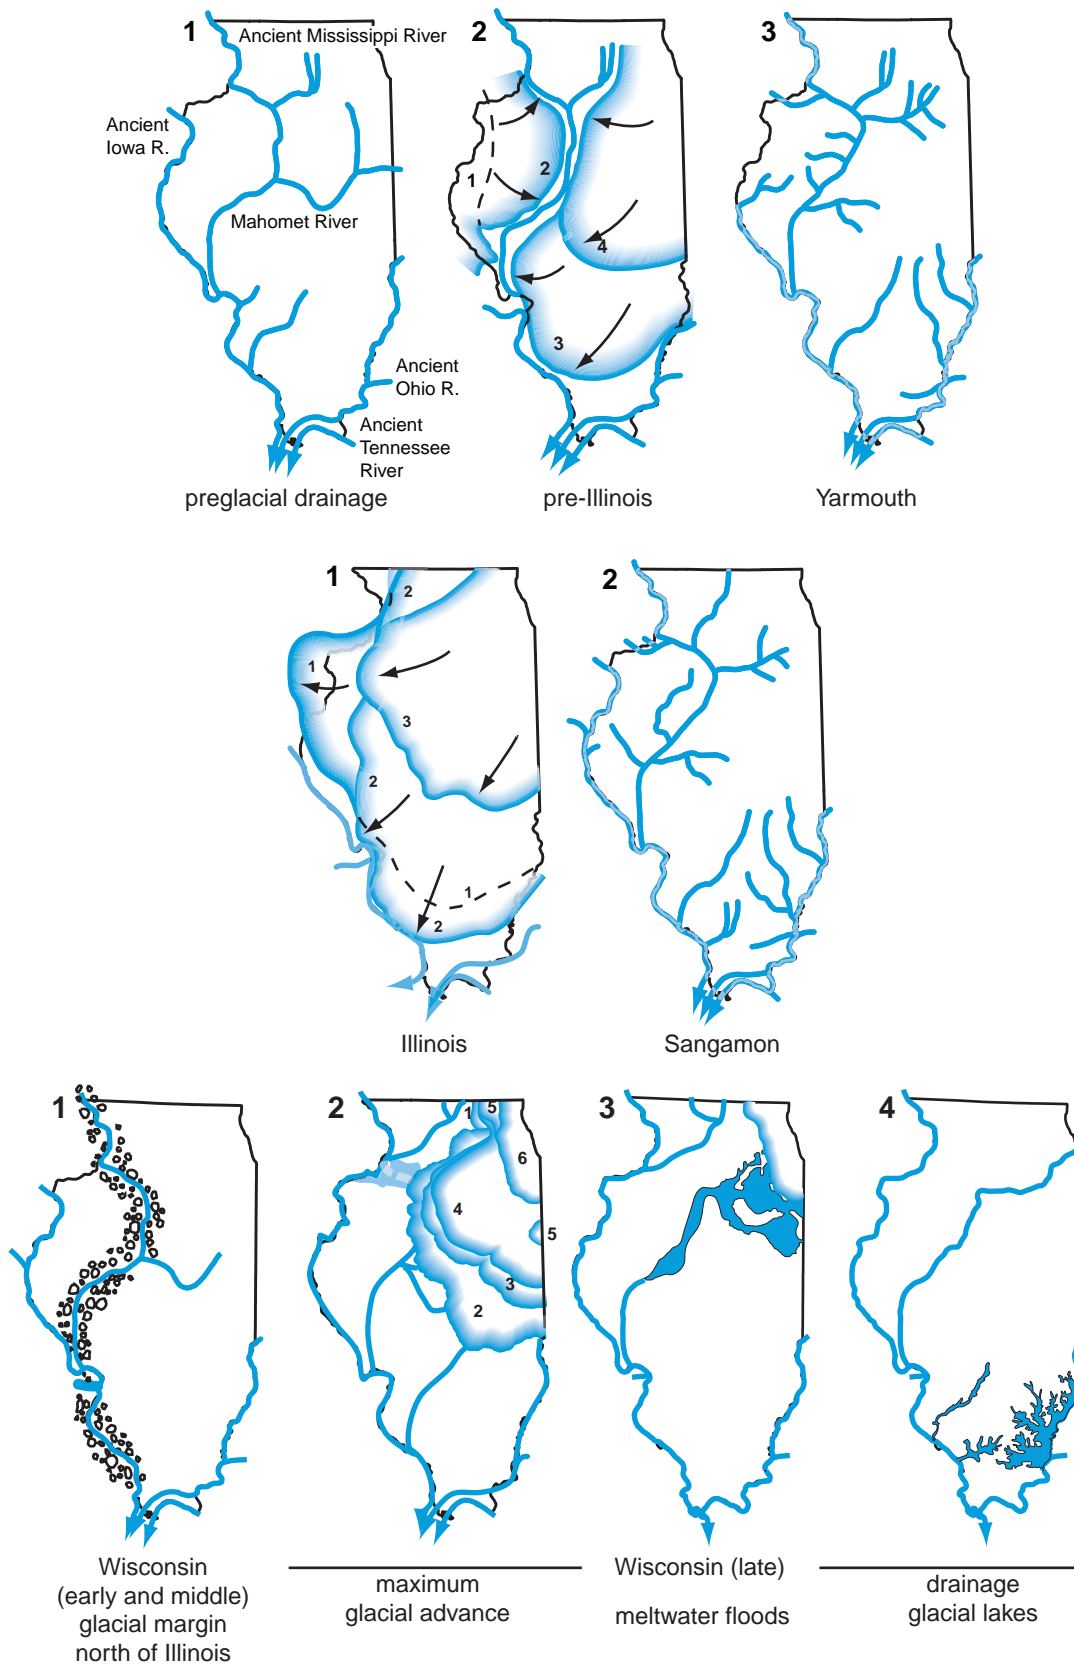 1
Ancient Mississippi River
Ancient
Iowa R.
Mahomet River
Ancient
Ohio R.
Ancient
Tennessee
River
preglacial drainage
2
1
2
4
3
pre-Illinois
3
Yarmouth
1
2
1
3
2
1
2
Illinois
2
Sangamon
1
Wisconsin
(early and middle)
glacial margin
north of Illinois
2
1
5
6
4
5
3
2
maximum
glacial advance
3
Wisconsin (late)
meltwater floods
4
drainage
glacial lakes